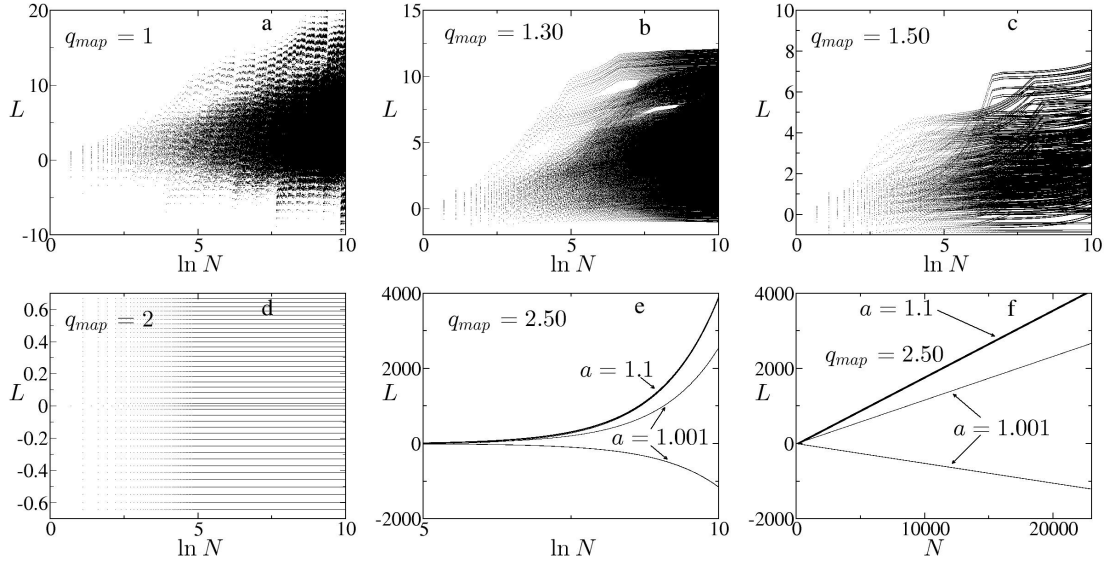 20
10
0
-10
L
a
q_map = 1
0
5
10
ln N
15
10
5
0
L
b
q_map = 1.30
0
5
10
ln N
10
8
6
4
2
0
L
c
q_map = 1.50
0
5
10
ln N
0.6
0.4
0.2
0
-0.2
-0.4
-0.6
L
d
q_map = 2
0
5
10
ln N
4000
2000
0
-2000
L
e
q_map = 2.50
a = 1.1
a = 1.001
5
10
ln N
4000
2000
0
-2000
L
f
a = 1.1
q_map = 2.50
a = 1.001
0
10000
20000
N